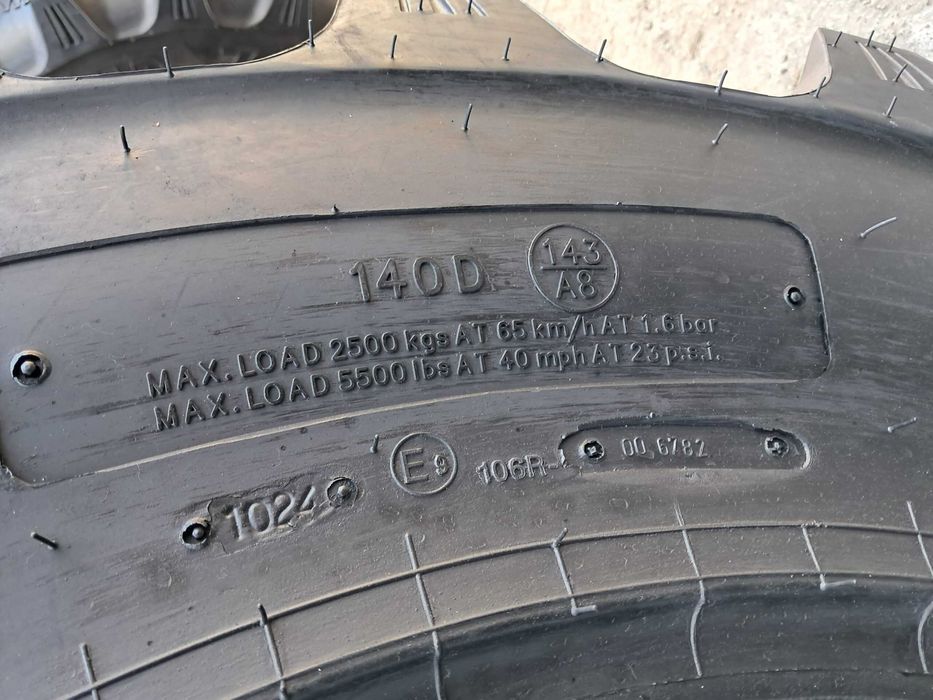 140D 143
A8
MAX. LOAD 2500 kgs AT 65 km/h AT 1.6 bar
MAX. LOAD 5500 lbs AT 40 mph AT 23 p.s.i.
E9 106R- 00 6782
1024